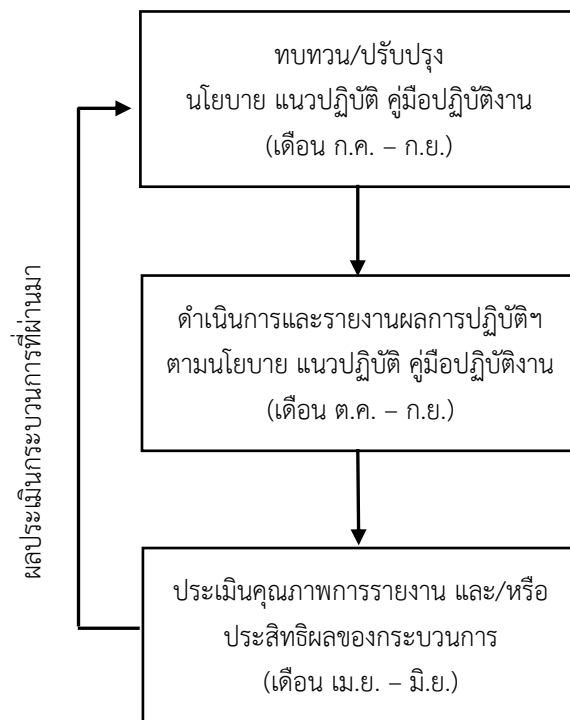 ทบทวน/ปรับปรุง
นโยบาย แนวปฏิบัติ คู่มือปฏิบัติงาน
(เดือน ก.ค. – ก.ย.)
ดำเนินการและรายงานผลการปฏิบัติฯ
ตามนโยบาย แนวปฏิบัติ คู่มือปฏิบัติงาน
(เดือน ต.ค. – ก.ย.)
ประเมินคุณภาพการรายงาน และ/หรือ
ประสิทธิผลของกระบวนการ
(เดือน เม.ย. – มิ.ย.)
ผลประเมินกระบวนการที่ผ่านมา